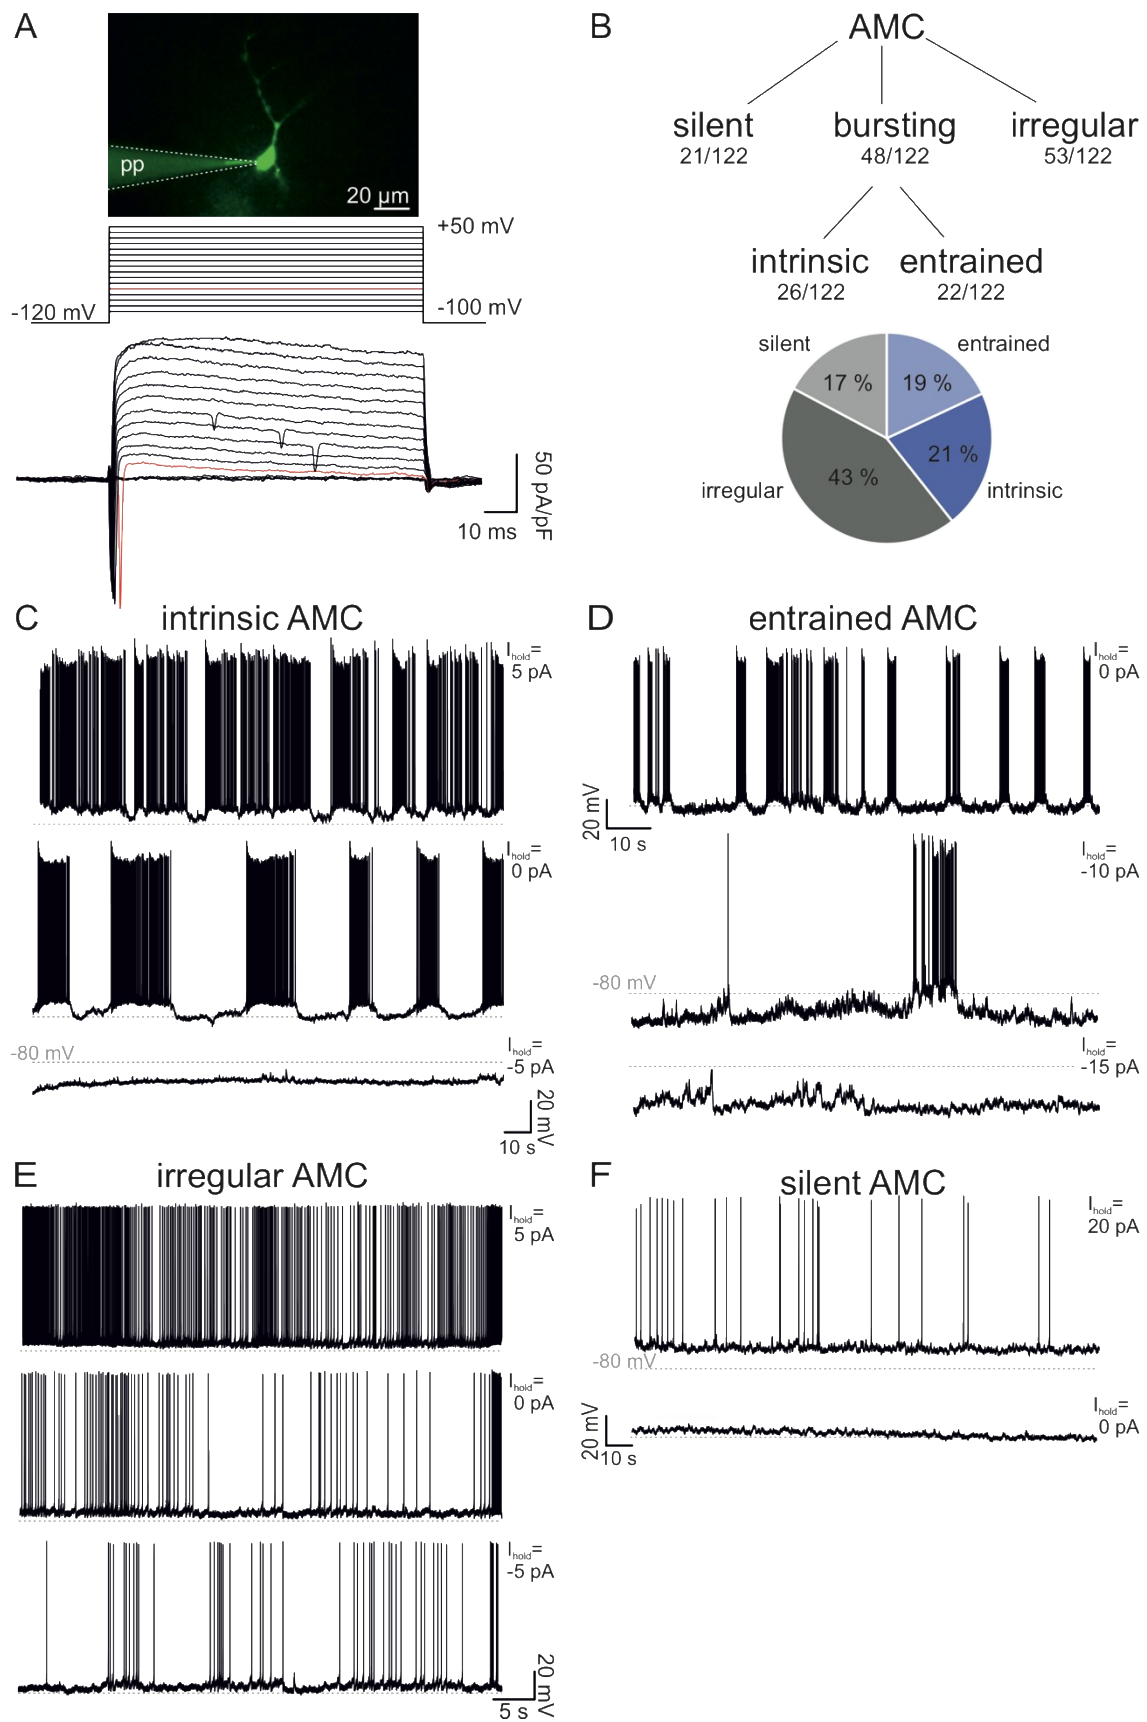 A
pp
20 µm
+50 mV
-120 mV
-100 mV
50 pA/pF
10 ms
B
AMC
silent
bursting
irregular
21/122
48/122
53/122
intrinsic
entrained
26/122
22/122
silent
entrained
17 %
19 %
21 %
43 %
irregular
intrinsic
C
intrinsic AMC
Ihold=
5 pA
Ihold=
0 pA
-80 mV
Ihold=
-5 pA
20 mV
10 s
D
entrained AMC
Ihold=
0 pA
20 mV
10 s
Ihold=
-10 pA
-80 mV
Ihold=
-15 pA
E
irregular AMC
Ihold=
5 pA
Ihold=
0 pA
Ihold=
-5 pA
20 mV
5 s
F
silent AMC
Ihold=
20 pA
-80 mV
Ihold=
0 pA
20 mV
10 s